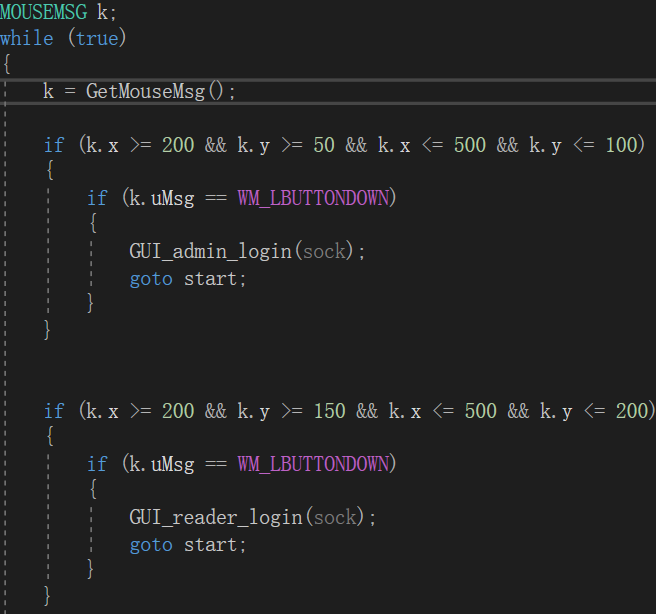 MOUSEMSG k;
while (true)
{
k = GetMouseMsg();
if (k.x >= 200 && k.y >= 50 && k.x <= 500 && k.y <= 100)
{
if (k.uMsg == WM_LBUTTONDOWN)
{
GUI_admin_login(sock);
goto start;
}
}
if (k.x >= 200 && k.y >= 150 && k.x <= 500 && k.y <= 200)
{
if (k.uMsg == WM_LBUTTONDOWN)
{
GUI_reader_login(sock);
goto start;
}
}